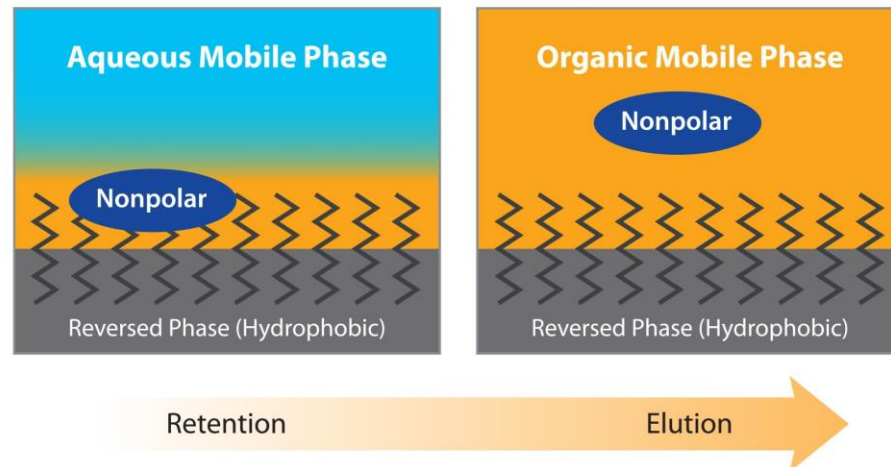 Aqueous Mobile Phase
Nonpolar
Reversed Phase (Hydrophobic)
Organic Mobile Phase
Nonpolar
Reversed Phase (Hydrophobic)
Retention
Elution